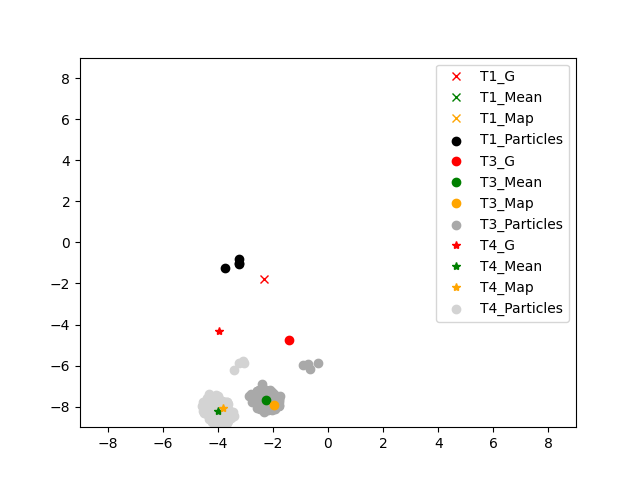 8
6
4
2
0
−2
−4
−6
−8
−8 −6 −4 −2 0 2 4 6 8
T1_G
T1_Mean
T1_Map
T1_Particles
T3_G
T3_Mean
T3_Map
T3_Particles
T4_G
T4_Mean
T4_Map
T4_Particles